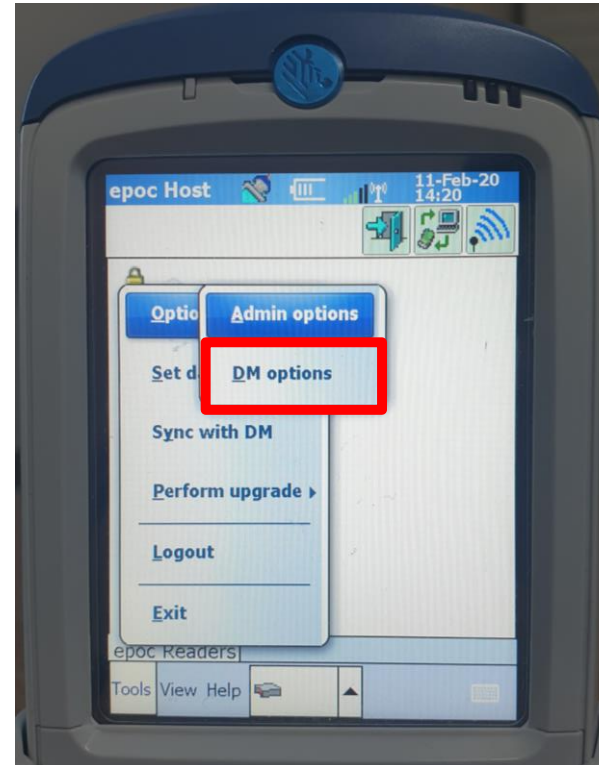 epoc Host
11-Feb-20
14:20
Optio
Admin options
Set d
DM options
Sync with DM
Perform upgrade
Logout
Exit
epoc Readers
Tools View Help